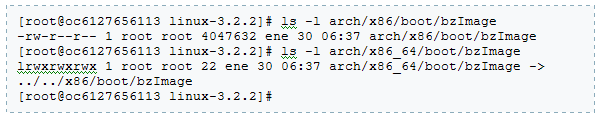 [root@oc6127656113 linux-3.2.2]# ls -l arch/x86/boot/bzImage
-rw-r--r-- 1 root root 4047632 ene 30 06:37 arch/x86/boot/bzImage
[root@oc6127656113 linux-3.2.2]# ls -l arch/x86_64/boot/bzImage
lrwxrwxrwx 1 root root 22 ene 30 06:37 arch/x86_64/boot/bzImage ->
../../x86/boot/bzImage
[root@oc6127656113 linux-3.2.2]#